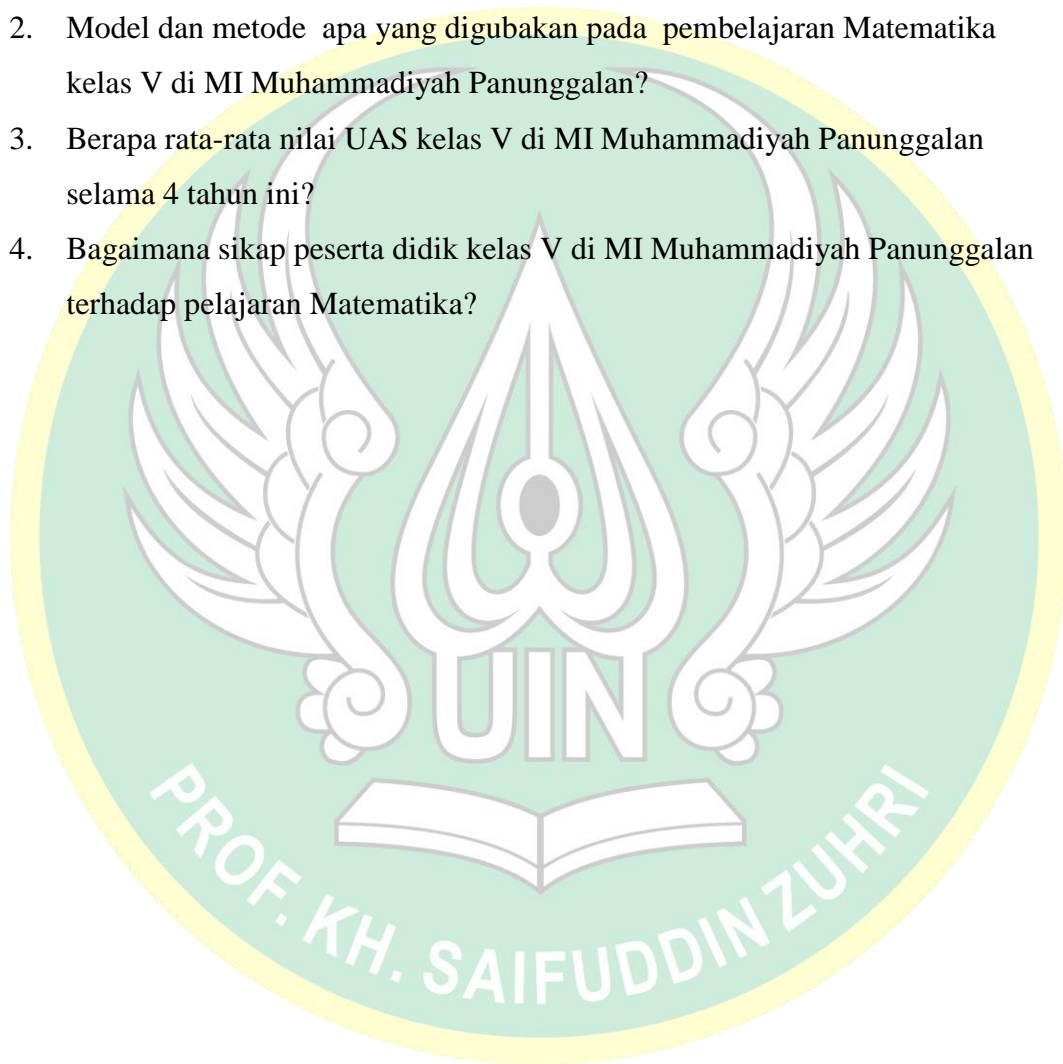 2. Model dan metode apa yang digubakan pada pembelajaran Matematika
kelas V di MI Muhammadiyah Panunggalan?
3. Berapa rata-rata nilai UAS kelas V di MI Muhammadiyah Panunggalan
selama 4 tahun ini?
4. Bagaimana sikap peserta didik kelas V di MI Muhammadiyah Panunggalan
terhadap pelajaran Matematika?
UIN
PROF. KH. SAIFUDDIN ZUHRI